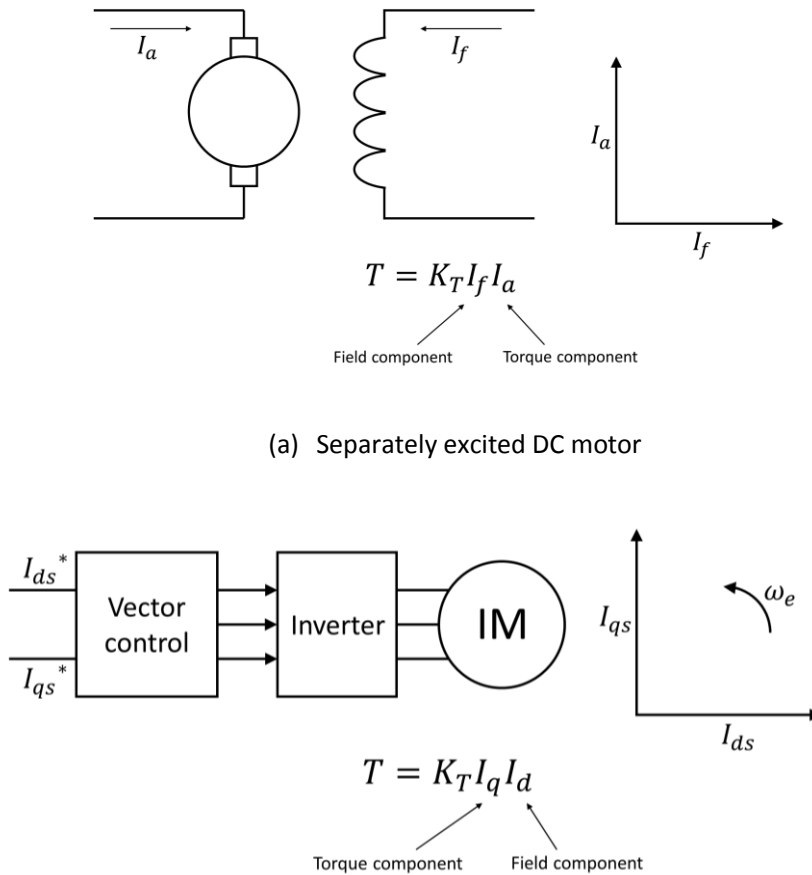 I_a
I_f
I_a
I_f
T = K_T I_f I_a
Field component Torque component
(a) Separately excited DC motor
I_ds*
Vector control
Inverter
IM
I_qs*
I_qs
ω_e
I_ds
T = K_T I_q I_d
Torque component Field component